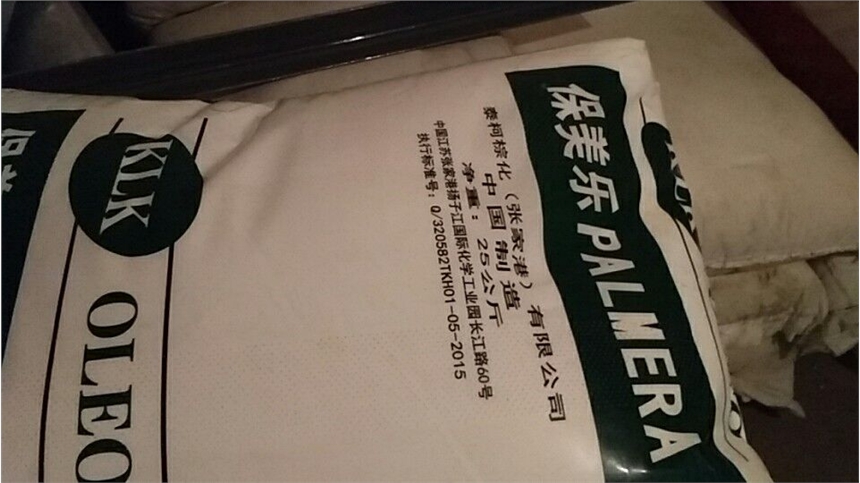 保美乐 PALMERA
泰柯棕化（张家港）有限公司
中国制造
净重：25公斤
中国江苏张家港扬子江国际化学工业园长江路60号
执行标准号：Q/320582TKH01-05-2015
KLK
OLEO
保美